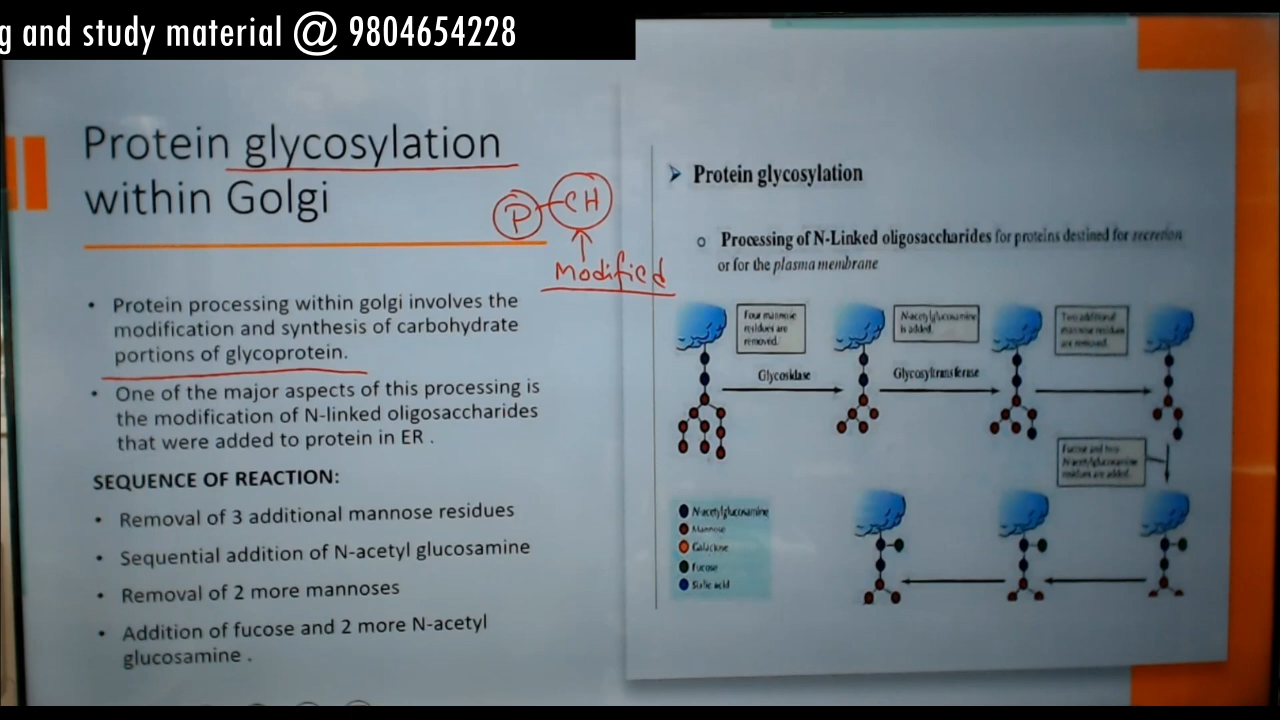 g and study material @ 9804654228
Protein glycosylation
within Golgi
P
CH
Modified
• Protein processing within golgi involves the
modification and synthesis of carbohydrate
portions of glycoprotein.
• One of the major aspects of this processing is
the modification of N-linked oligosaccharides
that were added to protein in ER .
SEQUENCE OF REACTION:
• Removal of 3 additional mannose residues
• Sequential addition of N-acetyl glucosamine
• Removal of 2 more mannoses
• Addition of fucose and 2 more N-acetyl
glucosamine .
Protein glycosylation
o Processing of N-Linked oligosaccharides for proteins destined for secretion
or for the plasma membrane
Four mannose
residues are
removed.
Glycosidase
N-acetylglucosamine
is added.
Glycosyltransferase
Two additional
mannose residues
are removed.
Fucose and two
N-acetylglucosamine
residues are added.
N-acetylglucosamine
Mannose
Galactose
Fucose
Sialic acid